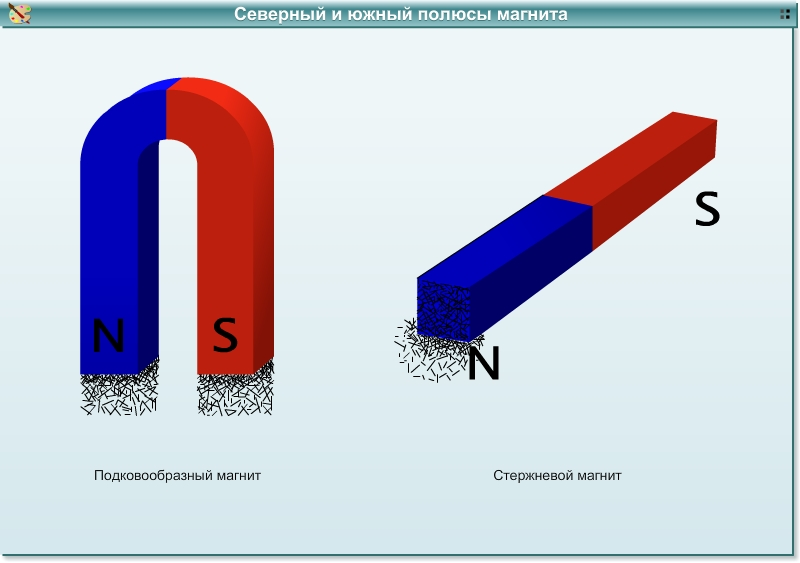 Северный и южный полюсы магнита
N
S
S
N
Подковообразный магнит
Стержневой магнит